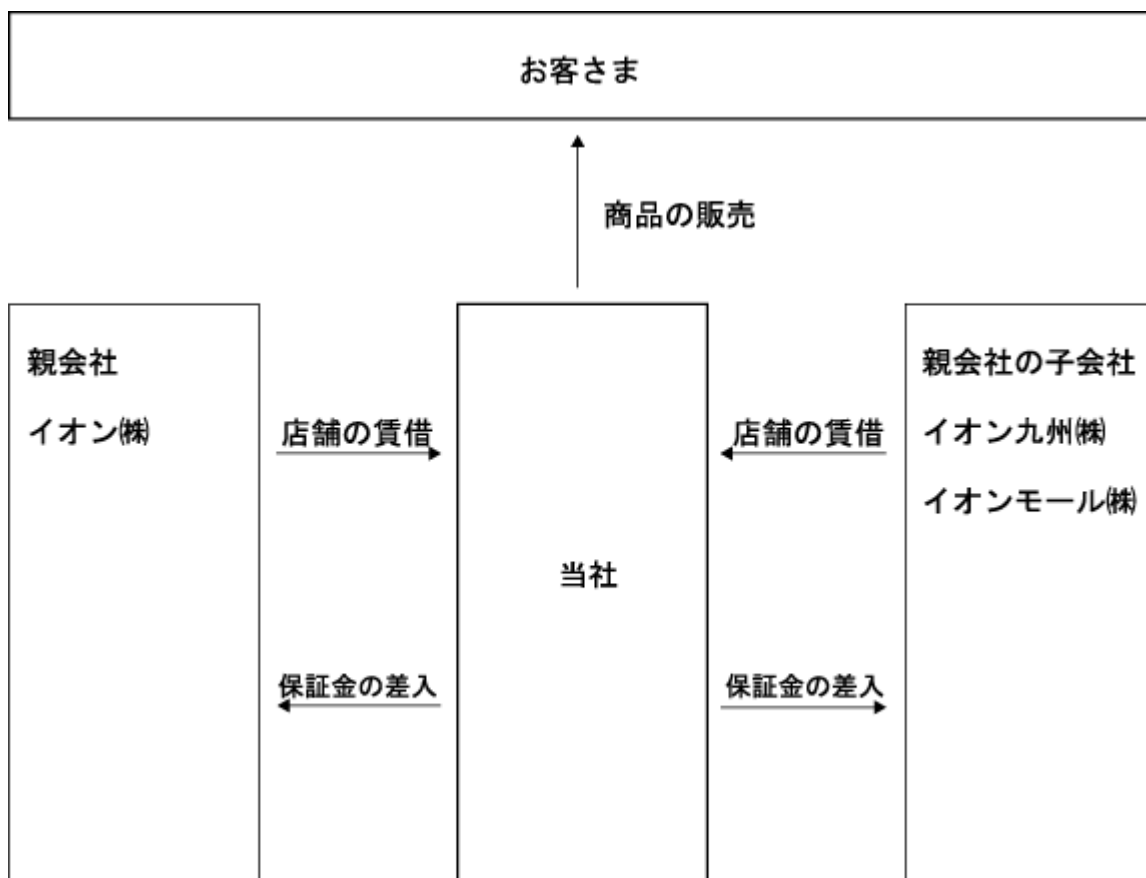 お客さま
商品の販売
親会社
イオン㈱
店舗の賃借
保証金の差入
当社
店舗の賃借
保証金の差入
親会社の子会社
イオン九州㈱
イオンモール㈱